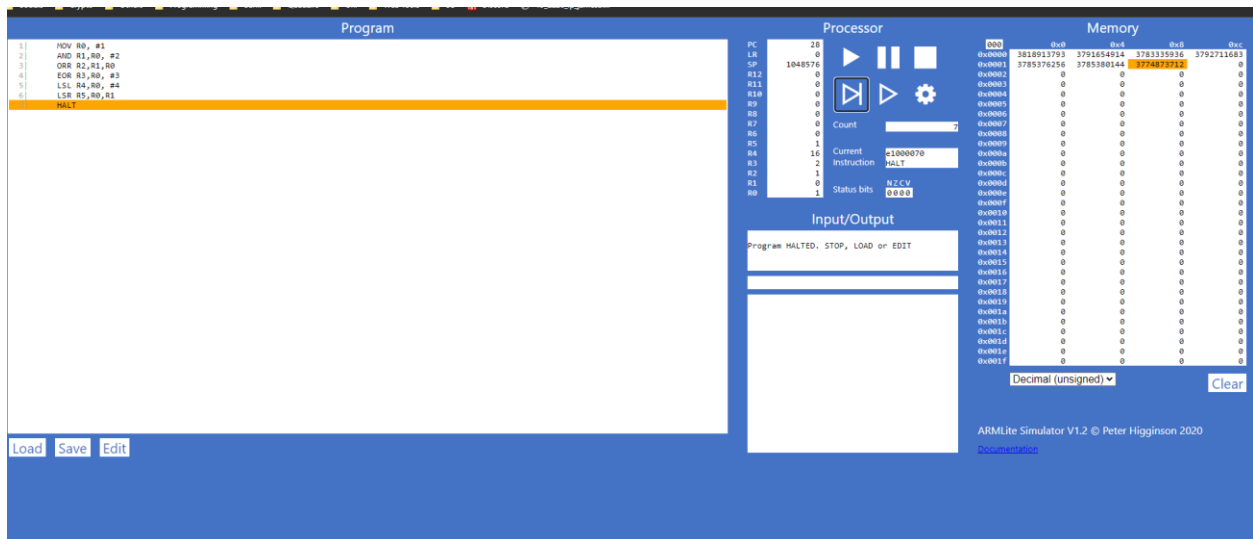 Program
1| MOV R0, #1
2| AND R1,R0, #2
3| ORR R2,R1,R0
4| EOR R3,R0, #3
5| LSL R4,R0, #4
6| LSR R5,R0,R1
HALT
Load Save Edit
Processor
PC 28
LR 0
SP 1048576
R12 0
R11 0
R10 0
R9 0
R8 0
R7 0
R6 0
R5 1
R4 16
R3 2
R2 1
R1 0
R0 1
Count 7
Current Instruction e1000070 HALT
Status bits NZCV 0000
Input/Output
Program HALTED. STOP, LOAD or EDIT
Memory
000 0x0 0x4 0x8 0xc
0x0000 3818913793 3791654914 3783335936 3792711683
0x0001 3785376256 3785380144 3774873712 0
0x0002 0 0 0 0
0x0003 0 0 0 0
0x0004 0 0 0 0
0x0005 0 0 0 0
0x0006 0 0 0 0
0x0007 0 0 0 0
0x0008 0 0 0 0
0x0009 0 0 0 0
0x000a 0 0 0 0
0x000b 0 0 0 0
0x000c 0 0 0 0
0x000d 0 0 0 0
0x000e 0 0 0 0
0x000f 0 0 0 0
0x0010 0 0 0 0
0x0011 0 0 0 0
0x0012 0 0 0 0
0x0013 0 0 0 0
0x0014 0 0 0 0
0x0015 0 0 0 0
0x0016 0 0 0 0
0x0017 0 0 0 0
0x0018 0 0 0 0
0x0019 0 0 0 0
0x001a 0 0 0 0
0x001b 0 0 0 0
0x001c 0 0 0 0
0x001d 0 0 0 0
0x001e 0 0 0 0
0x001f 0 0 0 0
Decimal (unsigned) Clear
ARMLite Simulator V1.2 © Peter Higginson 2020
Documentation